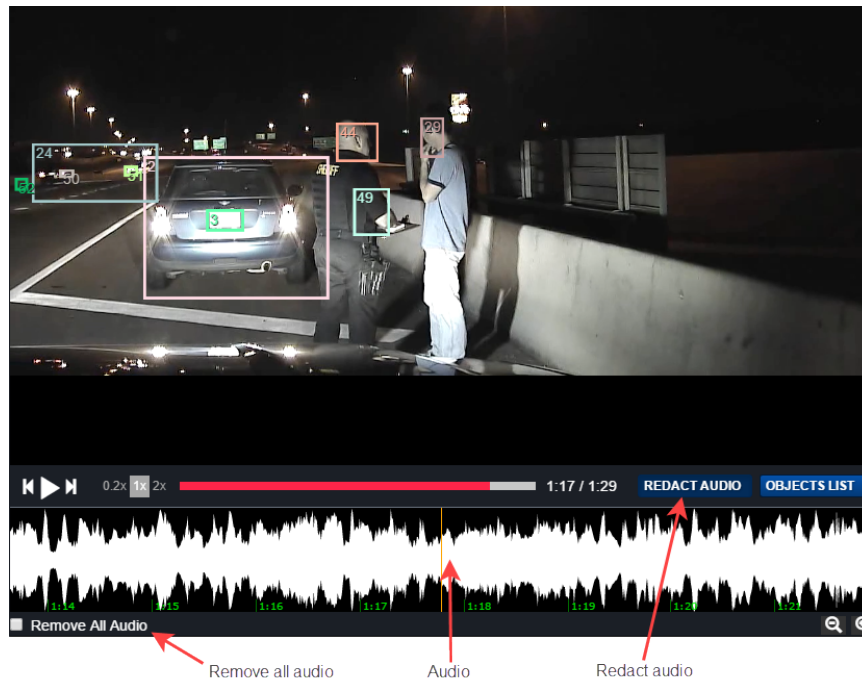 44
29
24
50
51
52
2
SHERIFF
3
49
0.2x 1x 2x 1:17 / 1:29 REDACT AUDIO OBJECTS LIST
1:14 1:15 1:16 1:17 1:18 1:19 1:20 1:21
Remove All Audio
Remove all audio Audio Redact audio